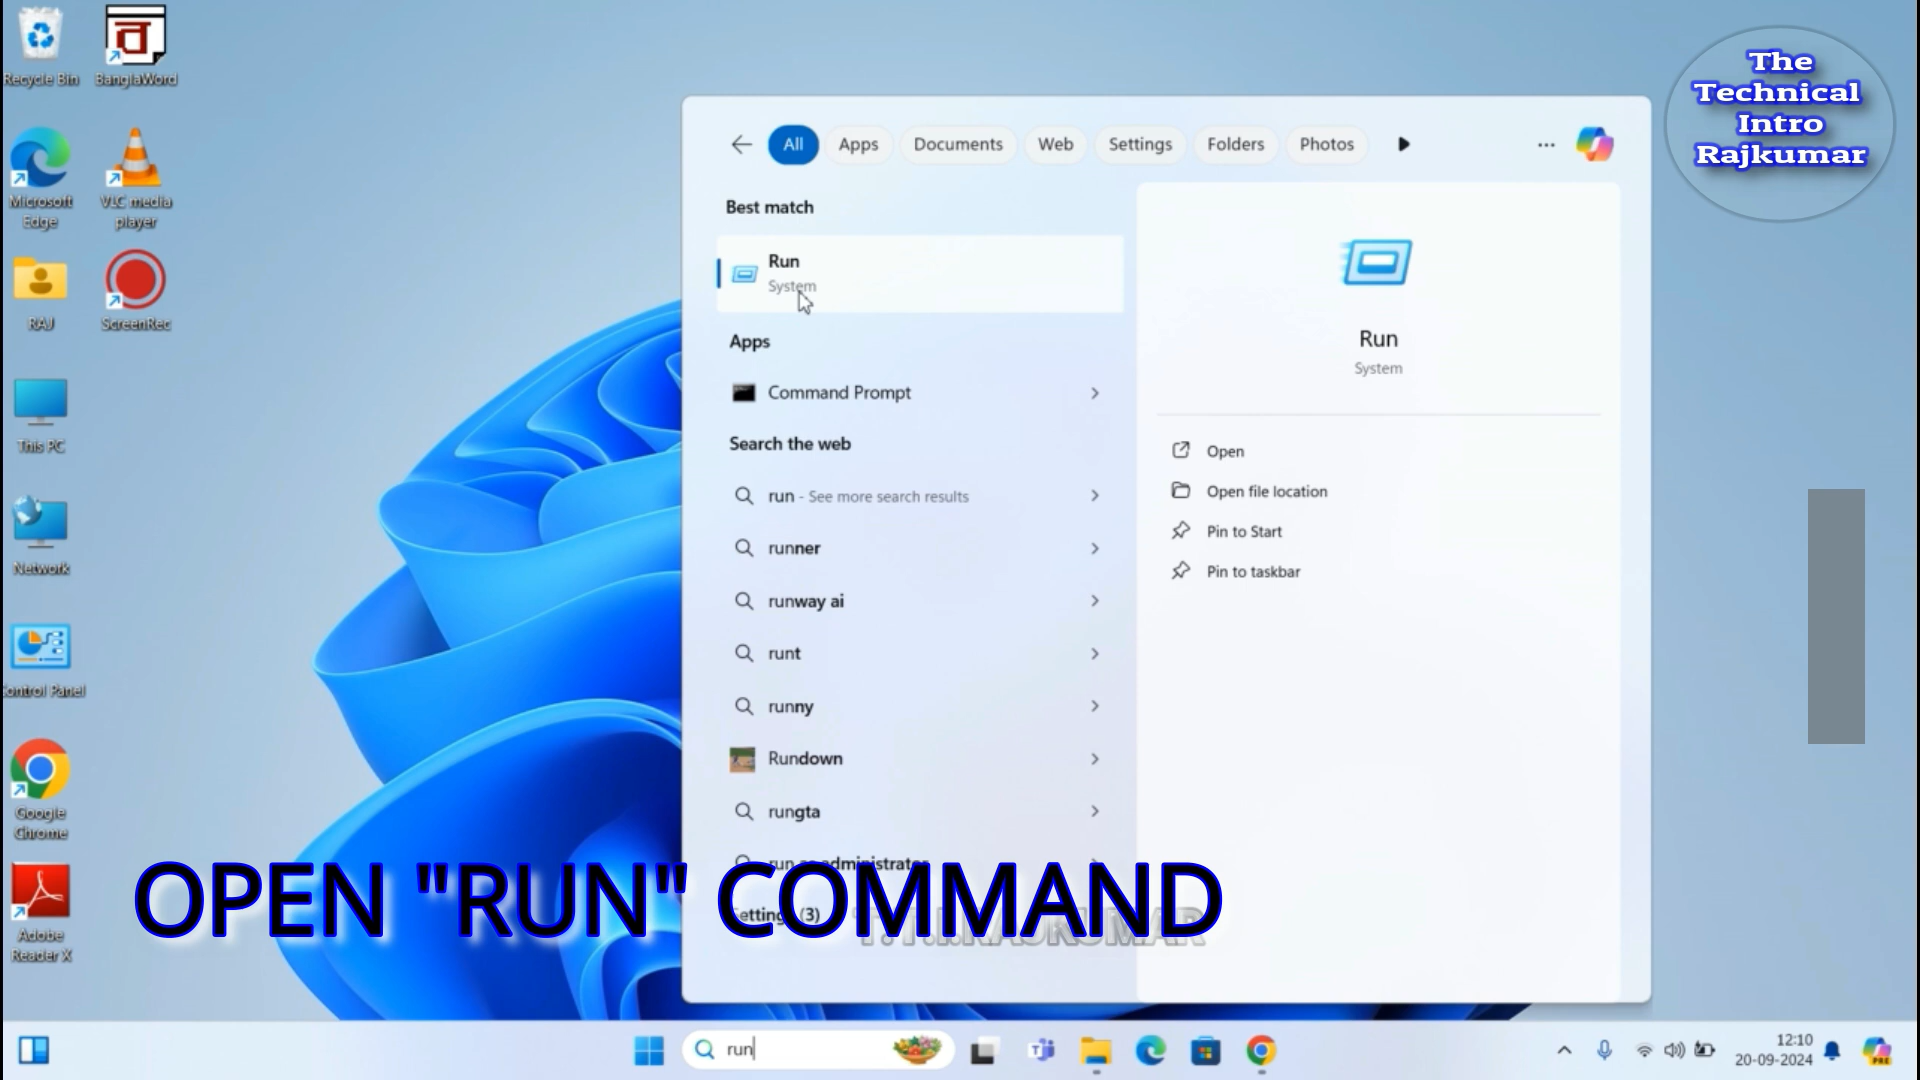 Recycle Bin
BanglaWord
Microsoft
Edge
VLC media
player
RAJ
ScreenRec
This PC
Network
Control Panel
Google
Chrome
Adobe
Reader X
The
Technical
Intro
Rajkumar
All
Apps
Documents
Web
Settings
Folders
Photos
Best match
Run
System
Apps
Command Prompt
Search the web
run - See more search results
runner
runway ai
runt
runny
Rundown
rungta
run as administrator
Settings (3)
Run
System
Open
Open file location
Pin to Start
Pin to taskbar
OPEN "RUN" COMMAND
run
12:10
20-09-2024
PRE